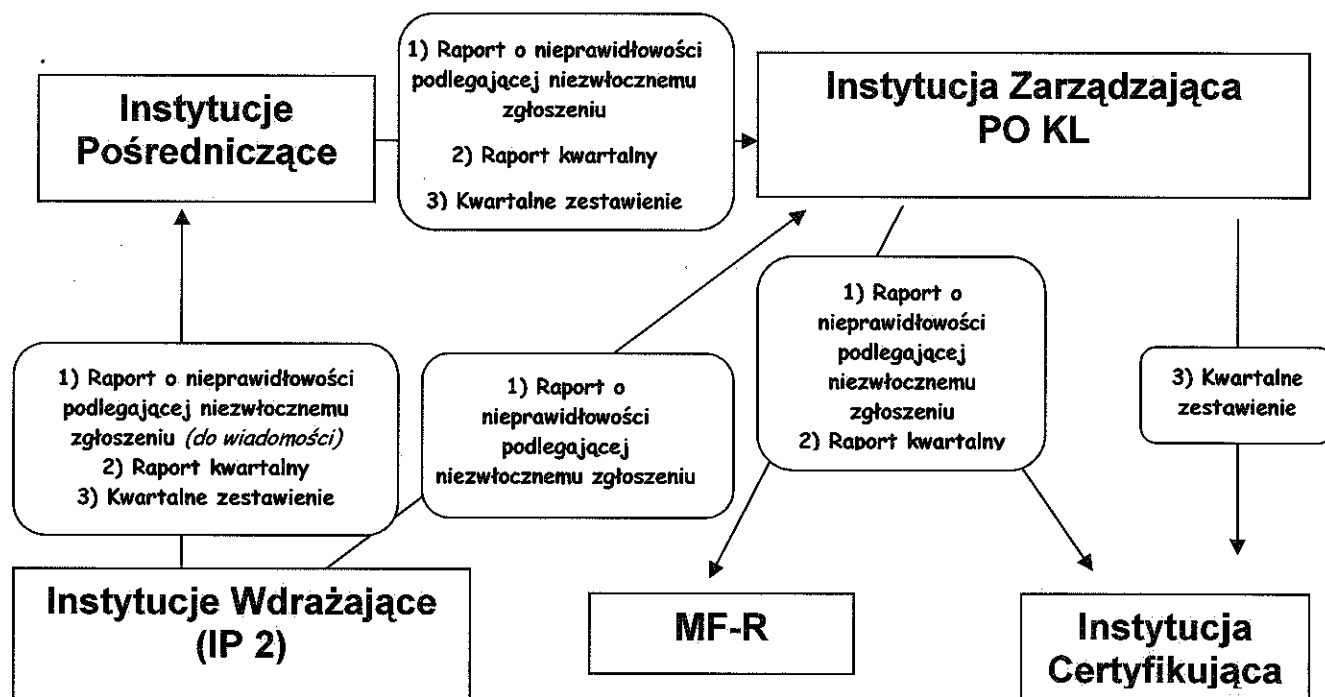 Instytucje
Pośredniczące
1) Raport o nieprawidłowości
podlegającej niezwłocznemu
zgłoszeniu
2) Raport kwartalny
3) Kwartalne zestawienie
Instytucja Zarządzająca
PO KL
1) Raport o nieprawidłowości
podlegającej niezwłocznemu
zgłoszeniu (do wiadomości)
2) Raport kwartalny
3) Kwartalne zestawienie
1) Raport o
nieprawidłowości
podlegającej
niezwłocznemu zgłoszeniu
1) Raport o
nieprawidłowości
podlegającej
niezwłocznemu
zgłoszeniu
2) Raport kwartalny
3) Kwartalne
zestawienie
Instytucje Wdrażające
(IP 2)
MF-R
Instytucja
Certyfikująca